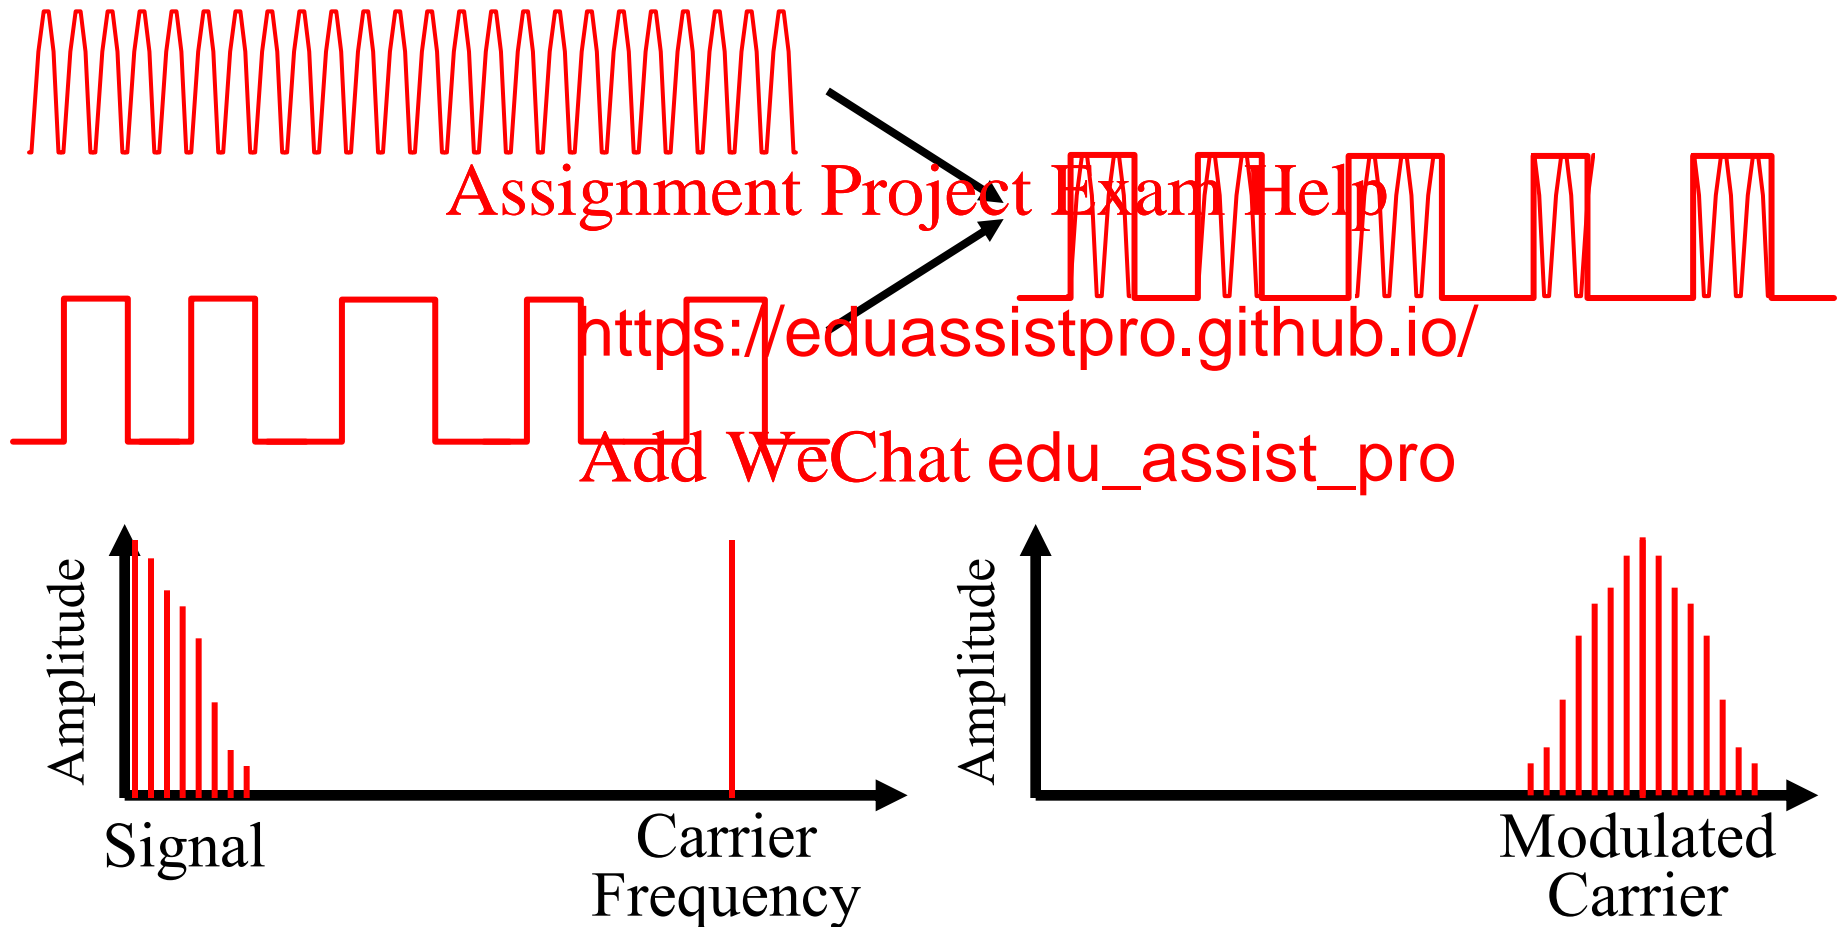 Assignment Project Exam Help
https://eduassistpro.github.io/
Add WeChat edu_assist_pro
Amplitude
Signal
Carrier
Frequency
Amplitude
Modulated
Carrier